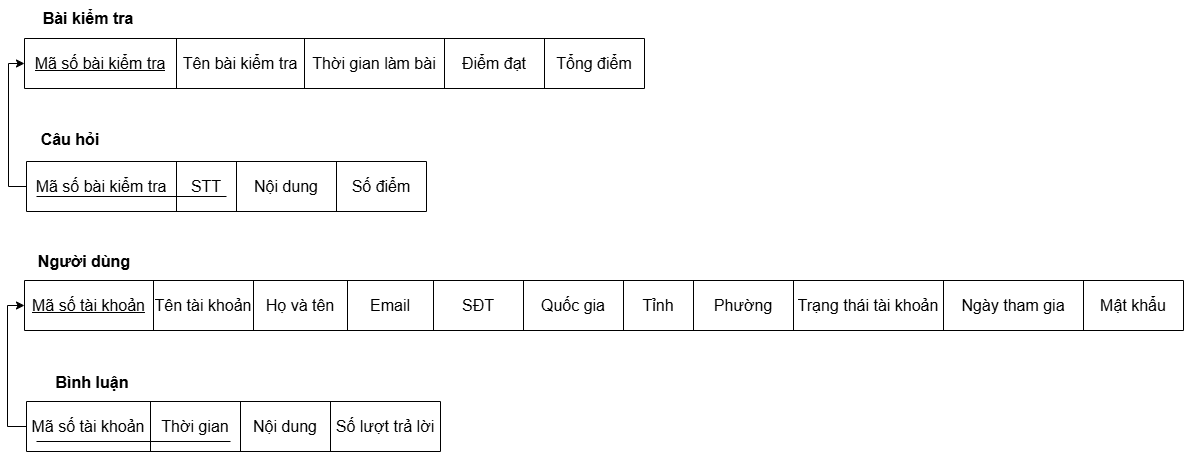 Bài kiểm tra
Mã số bài kiểm tra Tên bài kiểm tra Thời gian làm bài Điểm đạt Tổng điểm
Câu hỏi
Mã số bài kiểm tra STT Nội dung Số điểm
Người dùng
Mã số tài khoản Tên tài khoản Họ và tên Email SĐT Quốc gia Tỉnh Phường Trạng thái tài khoản Ngày tham gia Mật khẩu
Bình luận
Mã số tài khoản Thời gian Nội dung Số lượt trả lời